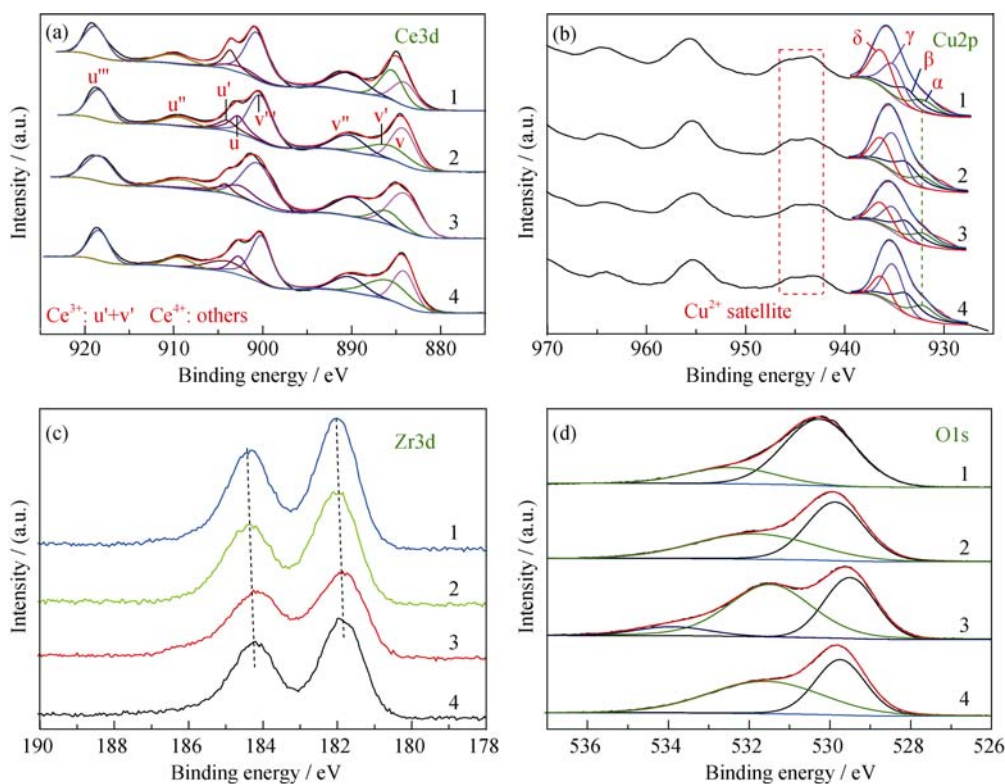 (a)
Ce3d
u'''
u''
u'
u
v'''
v''
v'
v
1
2
3
4
Ce³⁺: u'+v' Ce⁴⁺: others
Intensity / (a.u.)
920 910 900 890 880
Binding energy / eV
(b)
Cu2p
δ
γ
β
α
1
2
3
4
Cu²⁺ satellite
Intensity / (a.u.)
970 960 950 940 930
Binding energy / eV
(c)
Zr3d
1
2
3
4
Intensity / (a.u.)
190 188 186 184 182 180 178
Binding energy / eV
(d)
O1s
1
2
3
4
Intensity / (a.u.)
536 534 532 530 528 526
Binding energy / eV